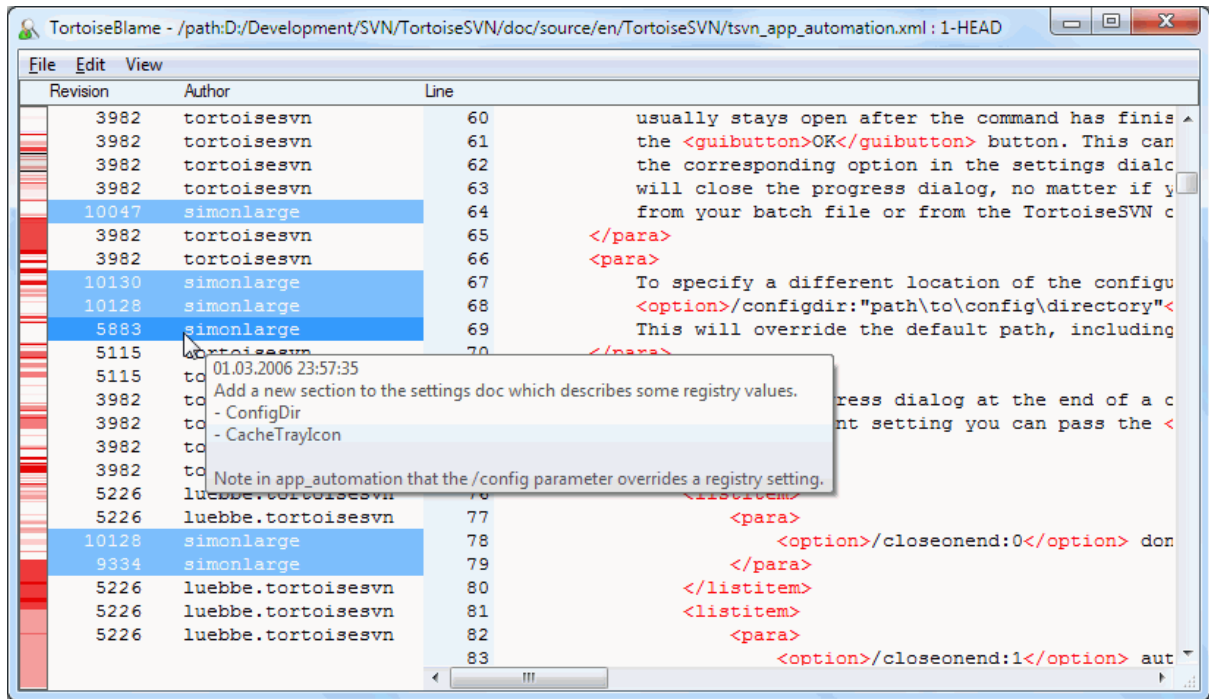 TortoiseBlame - /path:D:/Development/SVN/TortoiseSVN/doc/source/en/TortoiseSVN/tsvn_app_automation.xml : 1-HEAD
File Edit View
Revision Author Line
3982 tortoisesvn 60 usually stays open after the command has finis
3982 tortoisesvn 61 the <guibutton>OK</guibutton> button. This can
3982 tortoisesvn 62 the corresponding option in the settings dialo
3982 tortoisesvn 63 will close the progress dialog, no matter if y
10047 simonlarge 64 from your batch file or from the TortoiseSVN c
3982 tortoisesvn 65 </para>
3982 tortoisesvn 66 <para>
10130 simonlarge 67 To specify a different location of the configu
10128 simonlarge 68 <option>/configdir:"path\to\config\directory"<
5883 simonlarge 69 This will override the default path, including
5115 tortoisesvn 70 </para>
01.03.2006 23:57:35
5115 to
Add a new section to the settings doc which describes some registry values.
3982 to ress dialog at the end of a c
- ConfigDir
3982 to nt setting you can pass the <
- CacheTrayIcon
3982 to
3982 to
Note in app_automation that the /config parameter overrides a registry setting.
5226 luebbe.tortoisesvn 76 <listitem>
5226 luebbe.tortoisesvn 77 <para>
10128 simonlarge 78 <option>/closeonend:0</option> don
9334 simonlarge 79 </para>
5226 luebbe.tortoisesvn 80 </listitem>
5226 luebbe.tortoisesvn 81 <listitem>
5226 luebbe.tortoisesvn 82 <para>
83 <option>/closeonend:1</option> aut